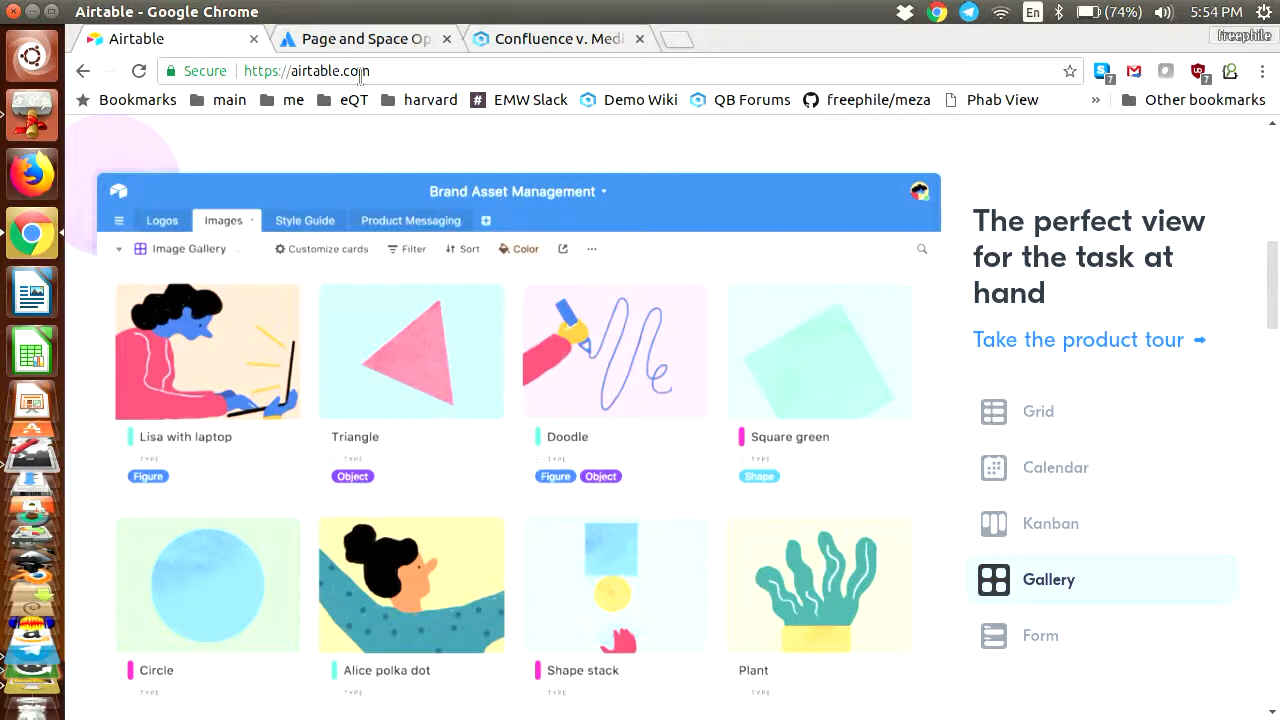 Airtable - Google Chrome
En
(74%)
5:54 PM
Airtable
Page and Space Op
Confluence v. Medi
freephile
Secure
https://airtable.com
7
7
Bookmarks
main
me
eQT
harvard
EMW Slack
Demo Wiki
QB Forums
freephile/meza
Phab View
»
Other bookmarks
Brand Asset Management
Logos
Images
Style Guide
Product Messaging
Image Gallery
Customize cards
Filter
Sort
Color
Lisa with laptop
Triangle
Doodle
Square green
TYPE
TYPE
TYPE
TYPE
Figure
Object
Figure
Object
Shape
Circle
Alice polka dot
Shape stack
Plant
TYPE
TYPE
TYPE
TYPE
The perfect view
for the task at
hand
Take the product tour
Grid
Calendar
Kanban
Gallery
Form